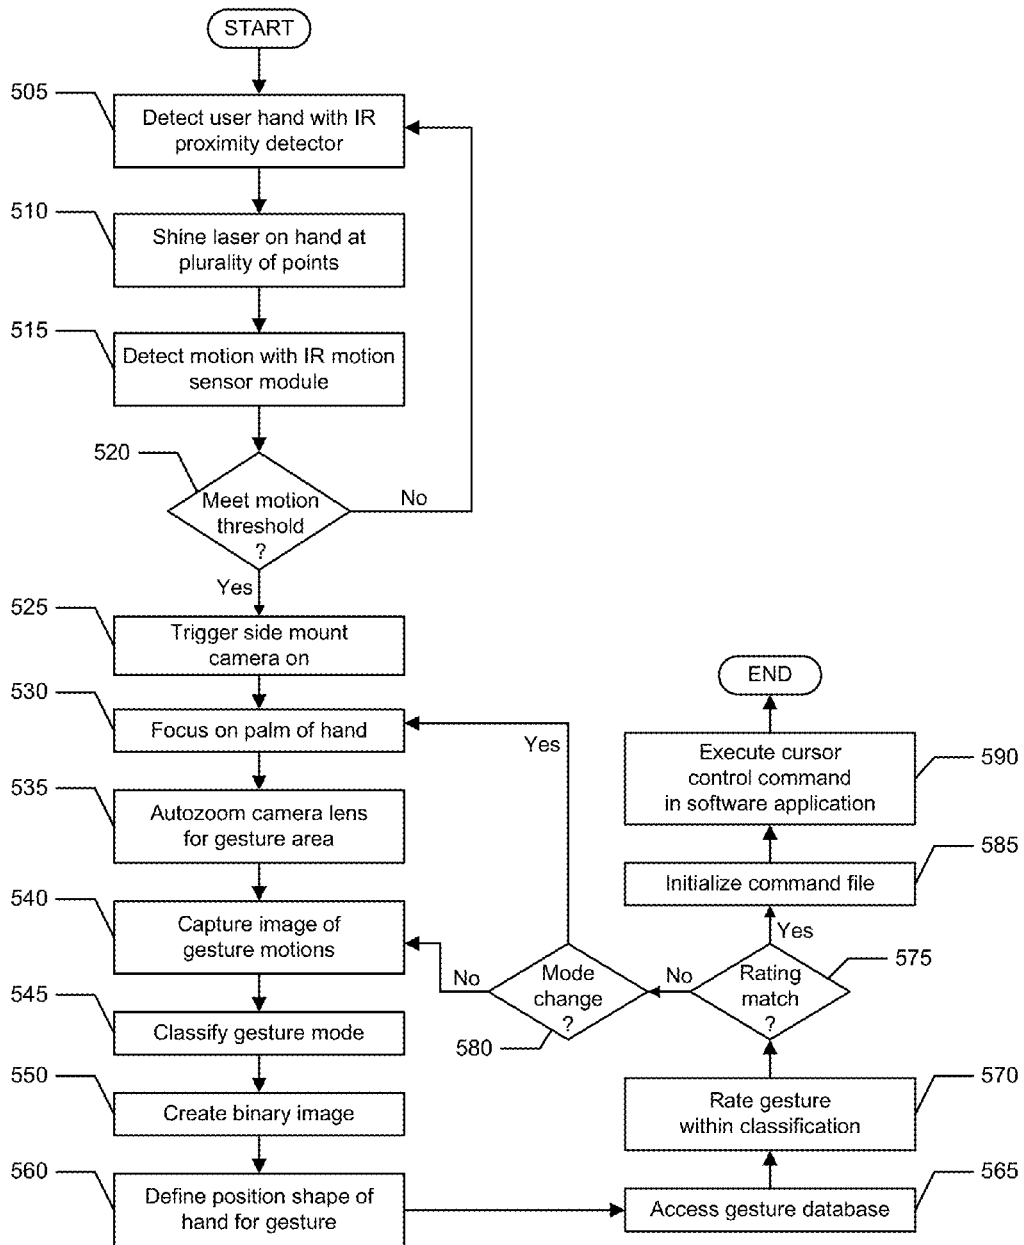 START
505
Detect user hand with IR
proximity detector
510
Shine laser on hand at
plurality of points
515
Detect motion with IR motion
sensor module
520
Meet motion
threshold
?
No
Yes
525
Trigger side mount
camera on
530
Focus on palm of hand
535
Autozoom camera lens
for gesture area
540
Capture image of
gesture motions
545
Classify gesture mode
550
Create binary image
560
Define position shape of
hand for gesture
565
Access gesture database
570
Rate gesture
within classification
575
Rating
match
?
No
Yes
580
Mode
change
?
No
Yes
585
Initialize command file
590
Execute cursor
control command
in software application
END